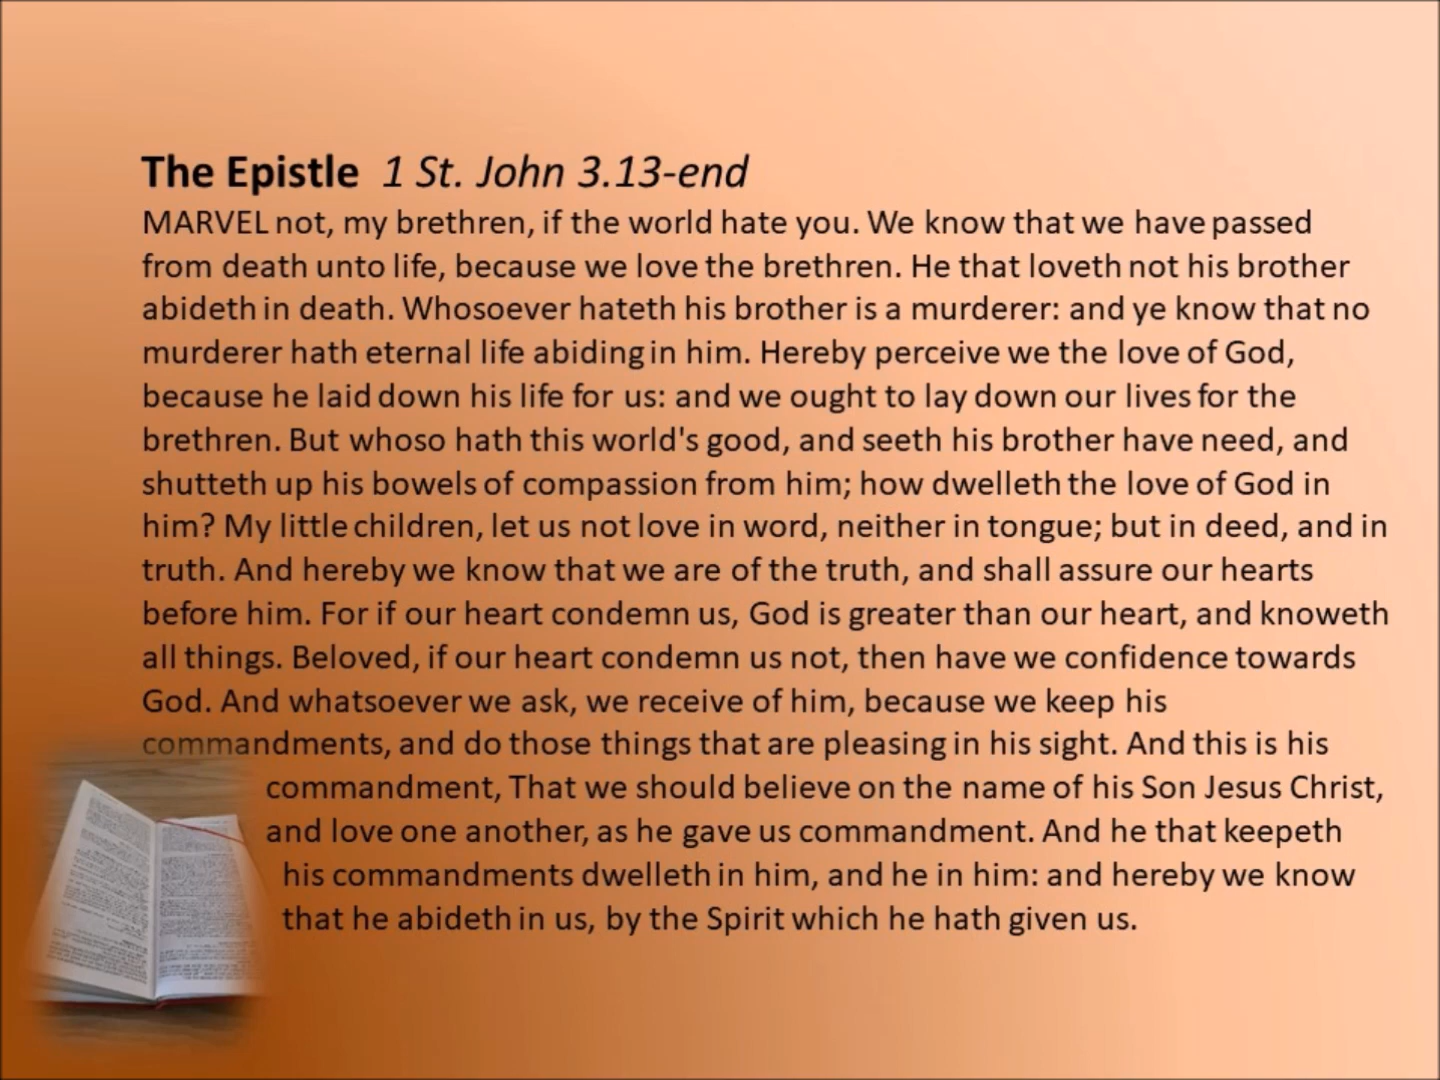 The Epistle 1 St. John 3.13-end
MARVEL not, my brethren, if the world hate you. We know that we have passed
from death unto life, because we love the brethren. He that loveth not his brother
abideth in death. Whosoever hateth his brother is a murderer: and ye know that no
murderer hath eternal life abiding in him. Hereby perceive we the love of God,
because he laid down his life for us: and we ought to lay down our lives for the
brethren. But whoso hath this world's good, and seeth his brother have need, and
shutteth up his bowels of compassion from him; how dwelleth the love of God in
him? My little children, let us not love in word, neither in tongue; but in deed, and in
truth. And hereby we know that we are of the truth, and shall assure our hearts
before him. For if our heart condemn us, God is greater than our heart, and knoweth
all things. Beloved, if our heart condemn us not, then have we confidence towards
God. And whatsoever we ask, we receive of him, because we keep his
commandments, and do those things that are pleasing in his sight. And this is his
commandment, That we should believe on the name of his Son Jesus Christ,
and love one another, as he gave us commandment. And he that keepeth
his commandments dwelleth in him, and he in him: and hereby we know
that he abideth in us, by the Spirit which he hath given us.